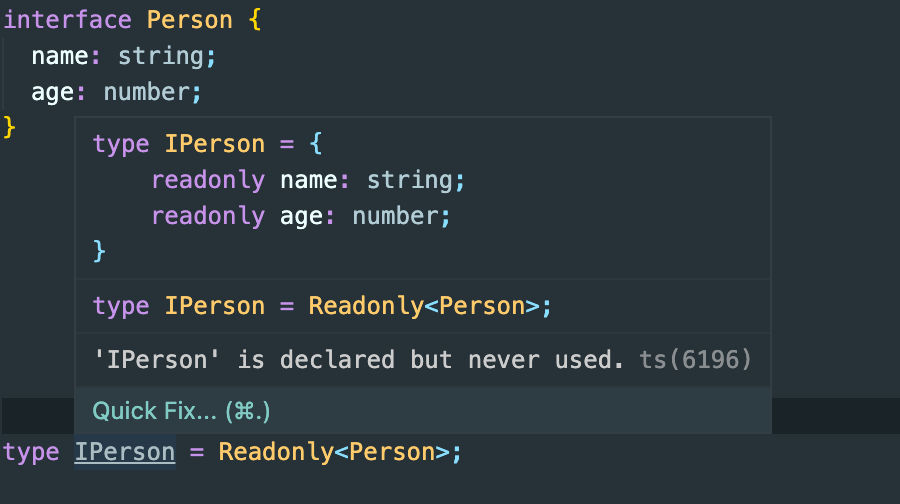 interface Person {
  name: string;
  age: number;
}
type IPerson = {
    readonly name: string;
    readonly age: number;
}
type IPerson = Readonly<Person>;
'IPerson' is declared but never used. ts(6196)
Quick Fix... (⌘.)
type IPerson = Readonly<Person>;